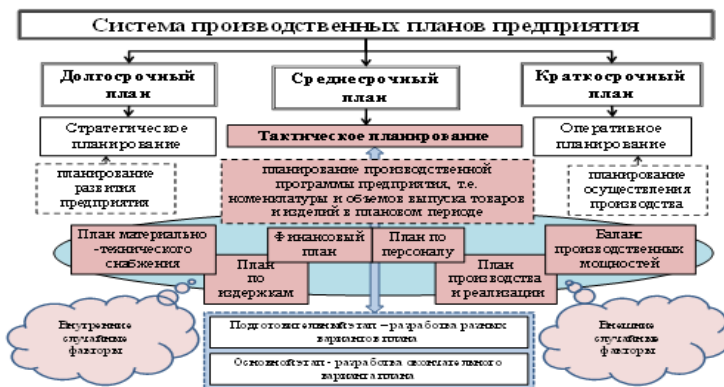 Система производственных планов предприятия
Долгосрочный
план
Среднесрочный
план
Краткосрочный
план
Стратегическое
планирование
Тактическое планирование
Оперативное
планирование
планирование
развития
предприятия
планирование производственной
программы предприятия, т.е.
номенклатуры и объемов выпуска товаров
и изделий в плановом периоде
планирование
осуществления
производства
План материально
-технического
снабжения
Финансовый
план
План по
персоналу
Баланс
производственных
мощностей
План
по
издержкам
План
производства
и реализации
Внутренние
случайные
факторы
Подготовительный этап – разработка разных
вариантов плана
Основной этап - разработка окончательного
варианта плана
Внешние
случайные
факторы